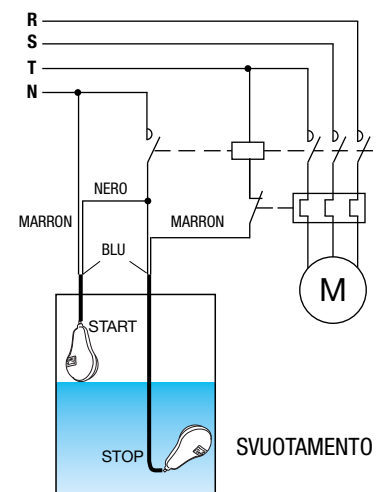 R
S
T
N
NERO
MARRON
MARRON
BLU
M
START
STOP
SVUOTAMENTO